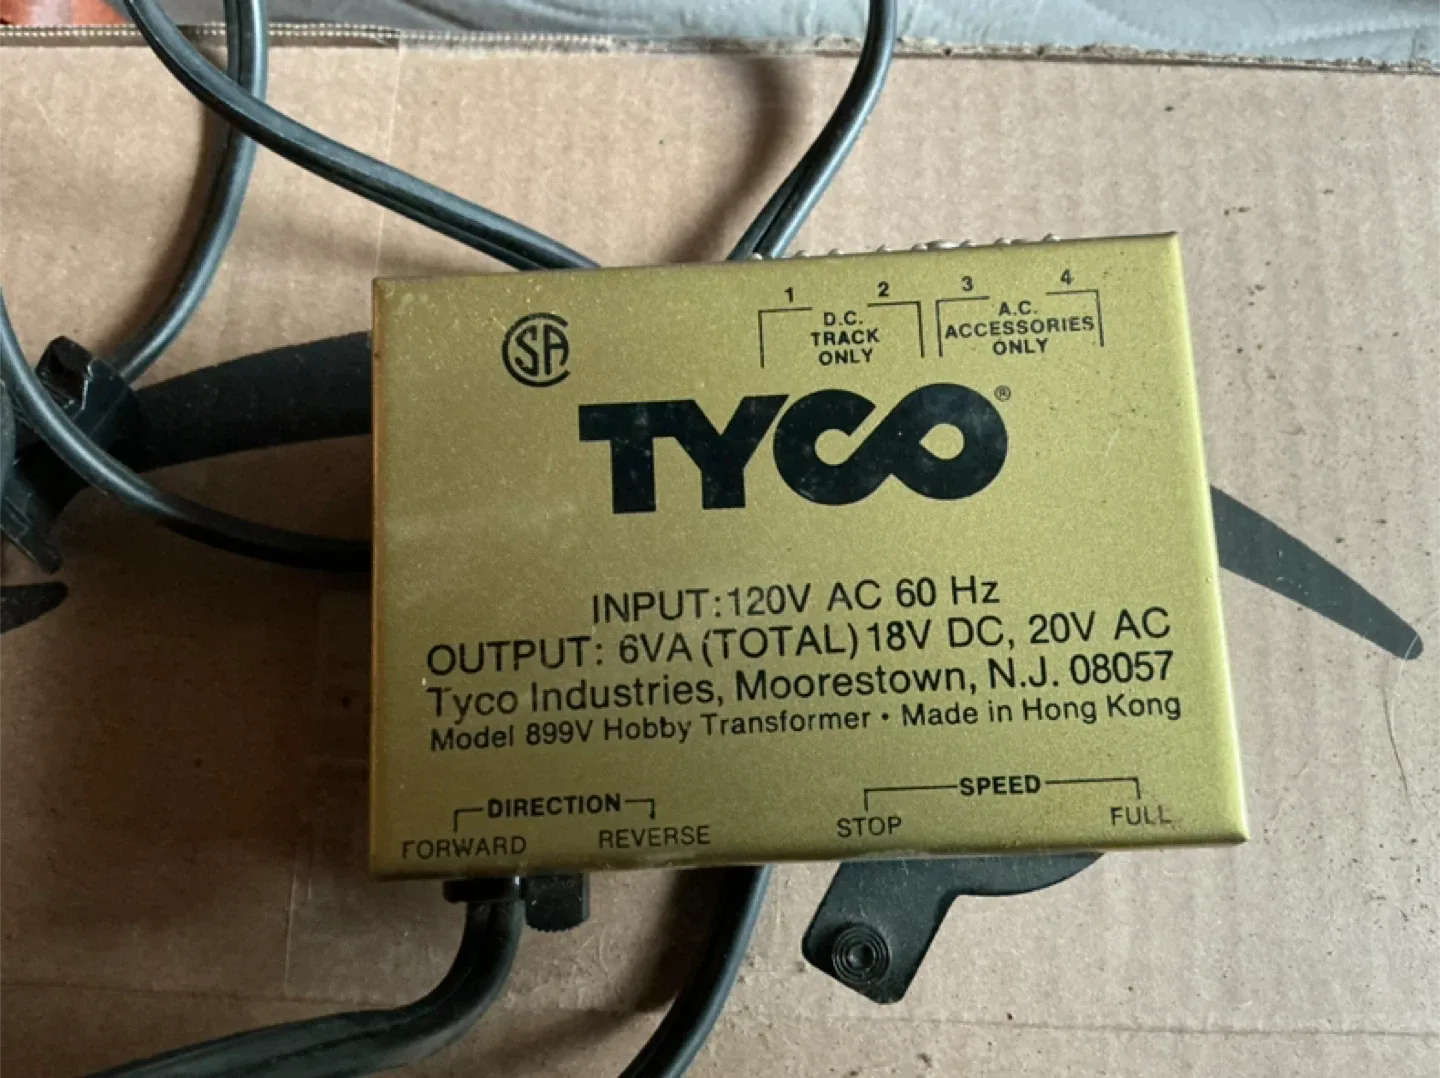 1 2 3 4
D.C.
TRACK
ONLY
A.C.
ACCESSORIES
ONLY
SA
TYCO®
INPUT: 120V AC 60 Hz
OUTPUT: 6VA (TOTAL) 18V DC, 20V AC
Tyco Industries, Moorestown, N.J. 08057
Model 899V Hobby Transformer • Made in Hong Kong
DIRECTION
FORWARD REVERSE
SPEED
STOP FULL